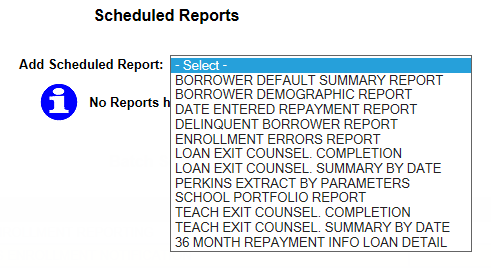 Scheduled Reports
Add Scheduled Report: - Select -
BORROWER DEFAULT SUMMARY REPORT
BORROWER DEMOGRAPHIC REPORT
No Reports h
DATE ENTERED REPAYMENT REPORT
DELINQUENT BORROWER REPORT
ENROLLMENT ERRORS REPORT
LOAN EXIT COUNSEL. COMPLETION
LOAN EXIT COUNSEL. SUMMARY BY DATE
PERKINS EXTRACT BY PARAMETERS
SCHOOL PORTFOLIO REPORT
TEACH EXIT COUNSEL. COMPLETION
TEACH EXIT COUNSEL. SUMMARY BY DATE
36 MONTH REPAYMENT INFO LOAN DETAIL